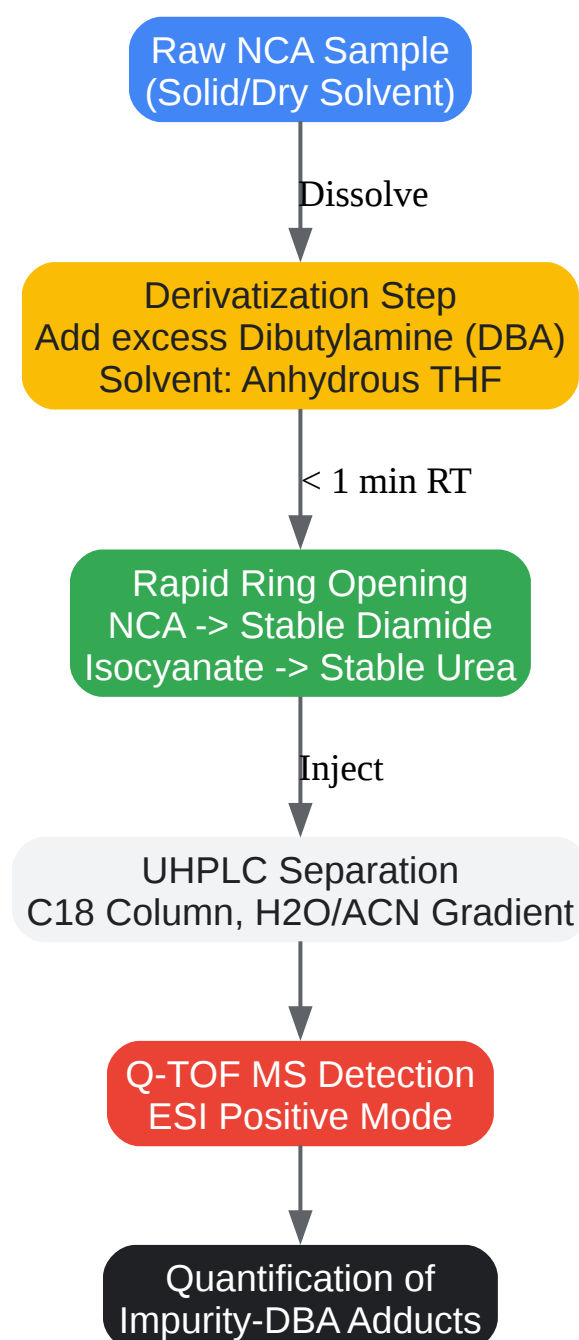 Raw NCA Sample
(Solid/Dry Solvent)
Dissolve
Derivatization Step
Add excess Dibutylamine (DBA)
Solvent: Anhydrous THF
< 1 min RT
Rapid Ring Opening
NCA -> Stable Diamide
Isocyanate -> Stable Urea
Inject
UHPLC Separation
C18 Column, H2O/ACN Gradient
Q-TOF MS Detection
ESI Positive Mode
Quantification of
Impurity-DBA Adducts